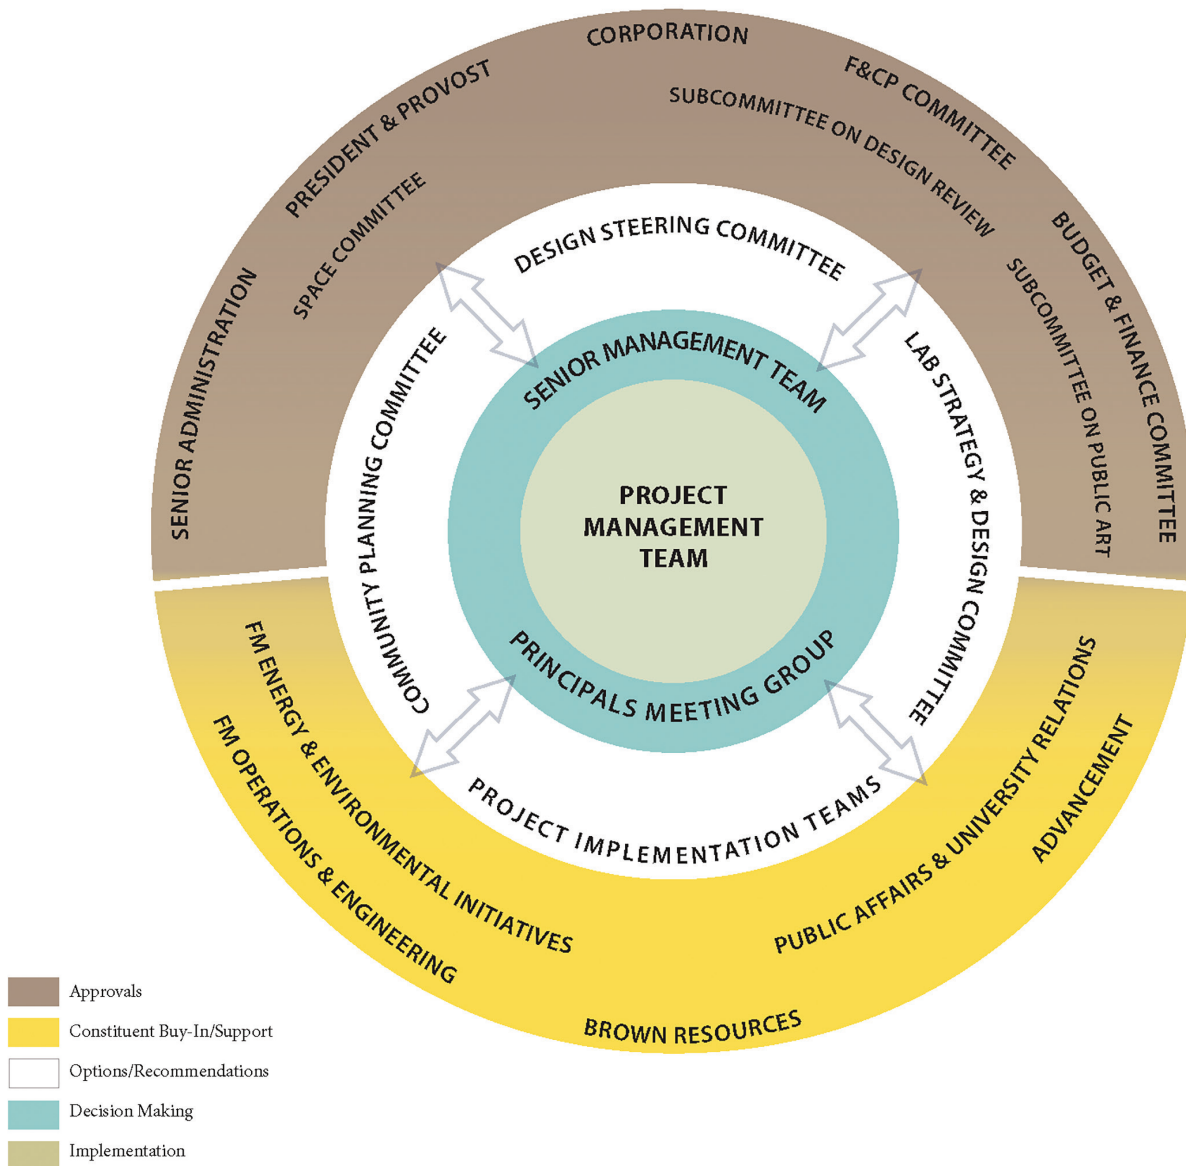 CORPORATION
PRESIDENT & PROVOST
F&CP COMMITTEE
SUBCOMMITTEE ON DESIGN REVIEW
SPACE COMMITTEE
SENIOR ADMINISTRATION
BUDGET & FINANCE COMMITTEE
SUBCOMMITTEE ON PUBLIC ART
DESIGN STEERING COMMITTEE
COMMUNITY PLANNING COMMITTEE
LAB STRATEGY & DESIGN COMMITTEE
SENIOR MANAGEMENT TEAM
PROJECT
MANAGEMENT
TEAM
PRINCIPALS MEETING GROUP
PROJECT IMPLEMENTATION TEAMS
FM ENERGY & ENVIRONMENTAL INITIATIVES
FM OPERATIONS & ENGINEERING
PUBLIC AFFAIRS & UNIVERSITY RELATIONS
ADVANCEMENT
BROWN RESOURCES
Approvals
Constituent Buy-In/Support
Options/Recommendations
Decision Making
Implementation